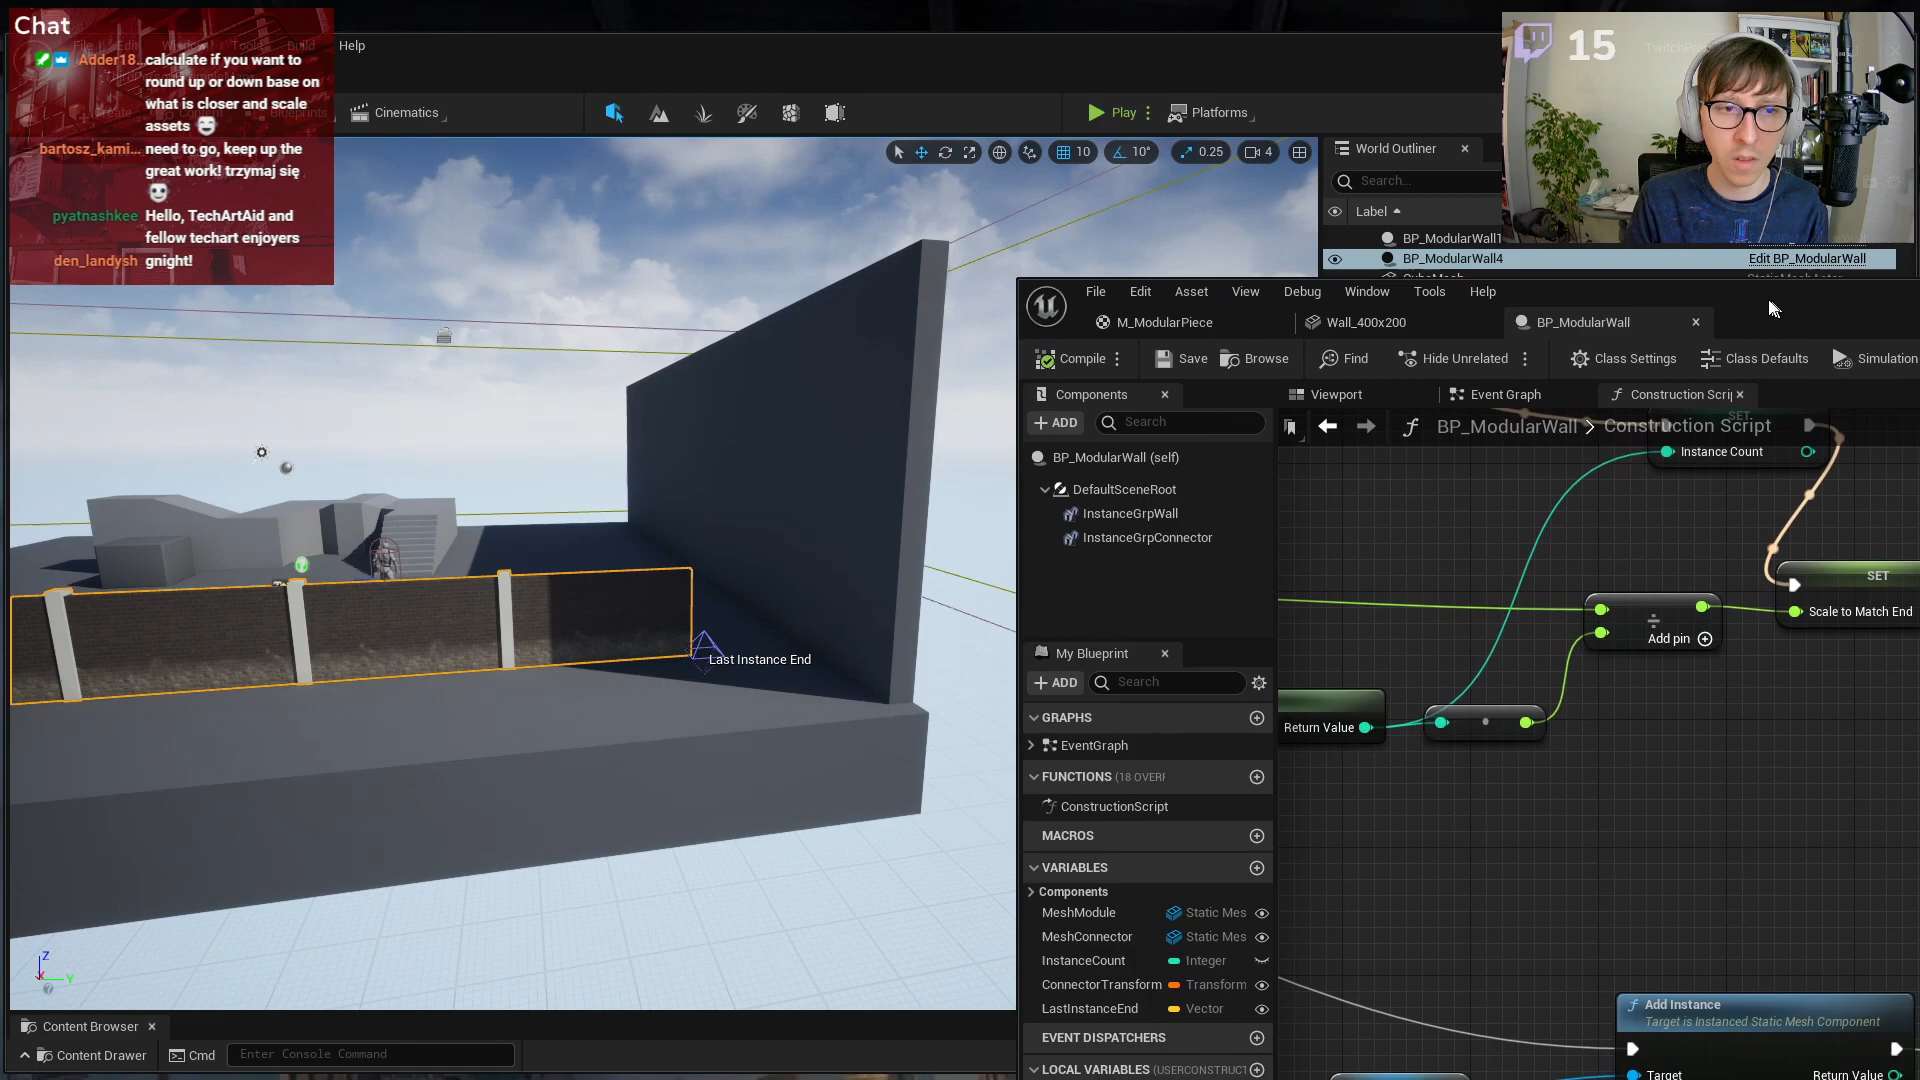 Chat
Adder18... calculate if you want to
round up or down base on
what is closer and scale
assets
bartosz_kami... need to go, keep up the
great work! trzymaj się
pyatnashkee Hello, TechArtAid and
fellow techart enjoyers
den_landysh gnight!
Help
Cinematics
Play
Platforms
10
10°
0.25
4
15
World Outliner
Search...
Label
BP_ModularWall1
BP_ModularWall4 Edit BP_ModularWall
Last Instance End
Z
Y
File Edit Asset View Debug Window Tools Help
M_ModularPiece
Wall_400x200
BP_ModularWall
Compile
Save
Browse
Find
Hide Unrelated
Class Settings
Class Defaults
Simulation
Components
Viewport
Event Graph
Construction Scrip
ADD
Search
BP_ModularWall > Construction Script
BP_ModularWall (self)
DefaultSceneRoot
InstanceGrpWall
InstanceGrpConnector
SET
Instance Count
SET
Scale to Match End
Add pin
Return Value
My Blueprint
ADD
Search
GRAPHS
EventGraph
FUNCTIONS (18 OVERR
ConstructionScript
MACROS
VARIABLES
Components
MeshModule Static Mes
MeshConnector Static Mes
InstanceCount Integer
ConnectorTransform Transform
LastInstanceEnd Vector
EVENT DISPATCHERS
LOCAL VARIABLES (USERCONSTRUCT
Add Instance
Target is Instanced Static Mesh Component
Target
Return Value
Content Browser
Content Drawer
Cmd
Enter Console Command